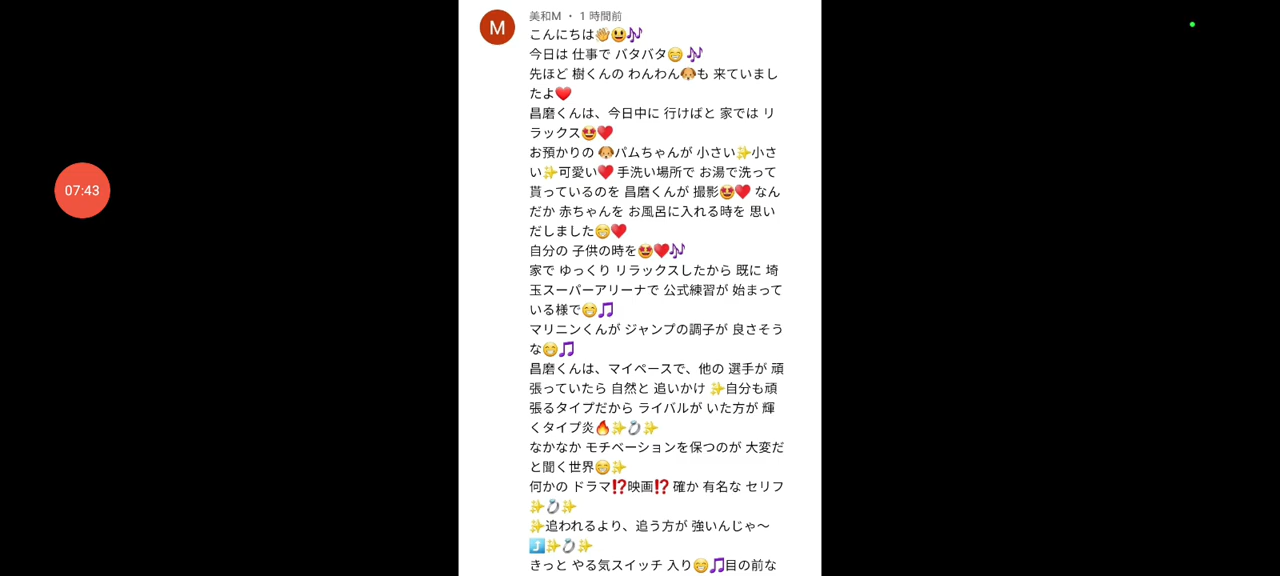 M
美和M ・ 1 時間前
こんにちは👋😃🎶
今日は 仕事で バタバタ😁 🎶
先ほど 樹くんの わんわん🐶も 来ていまし
たよ❤️
昌磨くんは、今日中に 行けばと 家では リ
ラックス🤩❤️
お預かりの 🐶パムちゃんが 小さい✨小さ
い✨可愛い❤️ 手洗い場所で お湯で洗って
貰っているのを 昌磨くんが 撮影🤩❤️ なん
だか 赤ちゃんを お風呂に入れる時を 思い
だしました😁❤️
自分の 子供の時を🤩❤️🎶
家で ゆっくり リラックスしたから 既に 埼
玉スーパーアリーナで 公式練習が 始まって
いる様で😁🎵
マリニンくんが ジャンプの調子が 良さそう
な😁🎵
昌磨くんは、マイペースで、他の 選手が 頑
張っていたら 自然と 追いかけ ✨自分も頑
張るタイプだから ライバルが いた方が 輝
くタイプ炎🔥✨💍✨
なかなか モチベーションを保つのが 大変だ
と聞く世界😁✨
何かの ドラマ⁉️映画⁉️ 確か 有名な セリフ
✨💍✨
✨追われるより、追う方が 強いんじゃ〜
⤴️✨💍✨
きっと やる気スイッチ 入り😁🎵目の前な
07:43